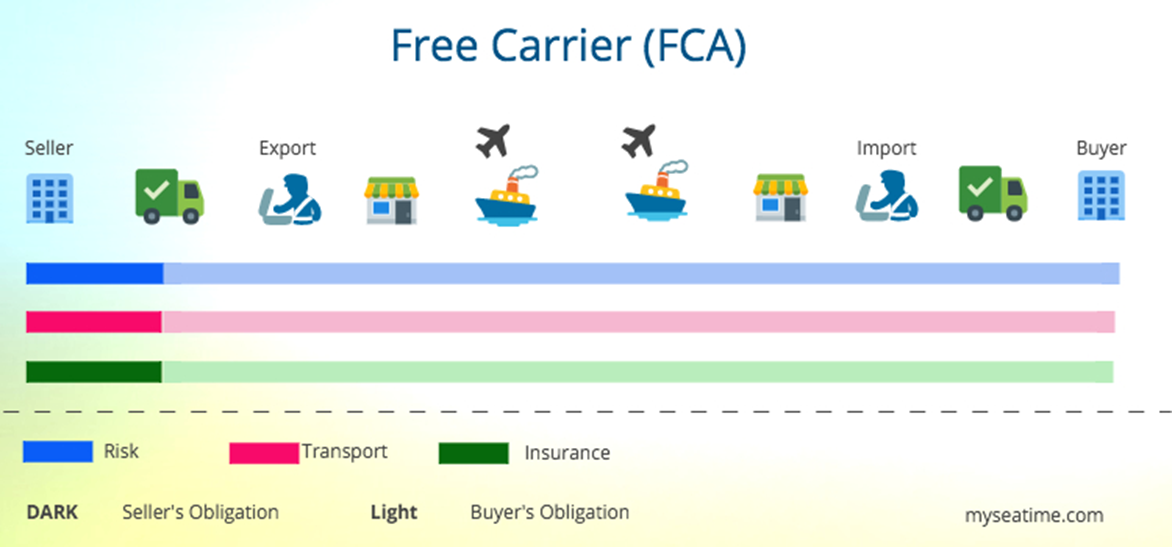 Free Carrier (FCA)
Seller Export Import Buyer
Risk Transport Insurance
DARK Seller's Obligation Light Buyer's Obligation myseatime.com